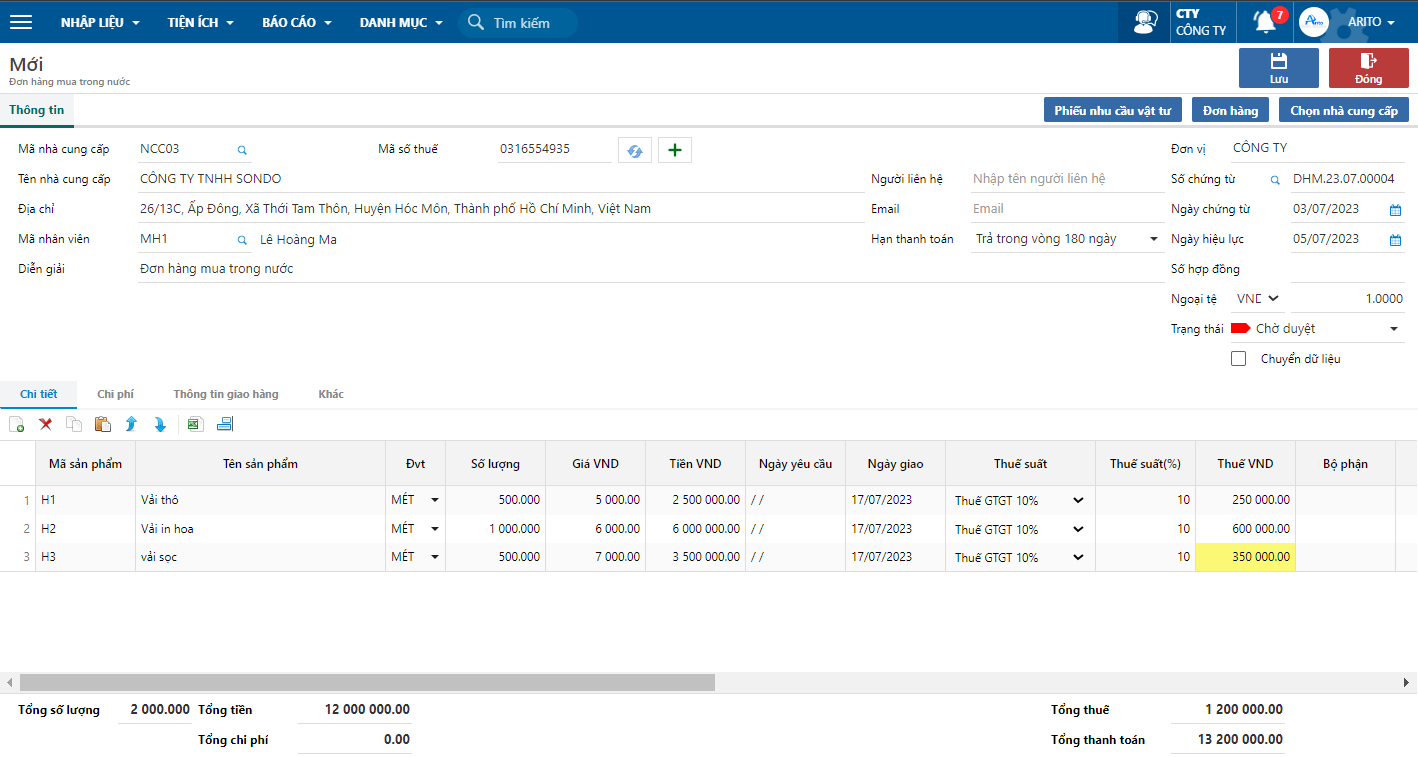 NHẬP LIỆU TIỆN ÍCH BÁO CÁO DANH MỤC Tìm kiếm CTY CÔNG TY 7 Arito ARITO
Mới
Đơn hàng mua trong nước
Lưu Đóng
Thông tin Phiếu nhu cầu vật tư Đơn hàng Chọn nhà cung cấp
Mã nhà cung cấp NCC03 Mã số thuế 0316554935 Đơn vị CÔNG TY
Tên nhà cung cấp CÔNG TY TNHH SONDO Người liên hệ Nhập tên người liên hệ Số chứng từ DHM.23.07.00004
Địa chỉ 26/13C, Ấp Đông, Xã Thới Tam Thôn, Huyện Hóc Môn, Thành phố Hồ Chí Minh, Việt Nam Email Email Ngày chứng từ 03/07/2023
Mã nhân viên MH1 Lê Hoàng Ma Hạn thanh toán Trả trong vòng 180 ngày Ngày hiệu lực 05/07/2023
Diễn giải Đơn hàng mua trong nước Số hợp đồng
Ngoại tệ VND 1.0000
Trạng thái Chờ duyệt
Chuyển dữ liệu
Chi tiết Chi phí Thông tin giao hàng Khác
Mã sản phẩm Tên sản phẩm Đvt Số lượng Giá VND Tiền VND Ngày yêu cầu Ngày giao Thuế suất Thuế suất(%) Thuế VND Bộ phận
1 H1 Vải thô MÉT 500.000 5 000.00 2 500 000.00 / / 17/07/2023 Thuế GTGT 10% 10 250 000.00
2 H2 Vải in hoa MÉT 1 000.000 6 000.00 6 000 000.00 / / 17/07/2023 Thuế GTGT 10% 10 600 000.00
3 H3 vải sọc MÉT 500.000 7 000.00 3 500 000.00 / / 17/07/2023 Thuế GTGT 10% 10 350 000.00
Tổng số lượng 2 000.000 Tổng tiền 12 000 000.00 Tổng thuế 1 200 000.00
Tổng chi phí 0.00 Tổng thanh toán 13 200 000.00